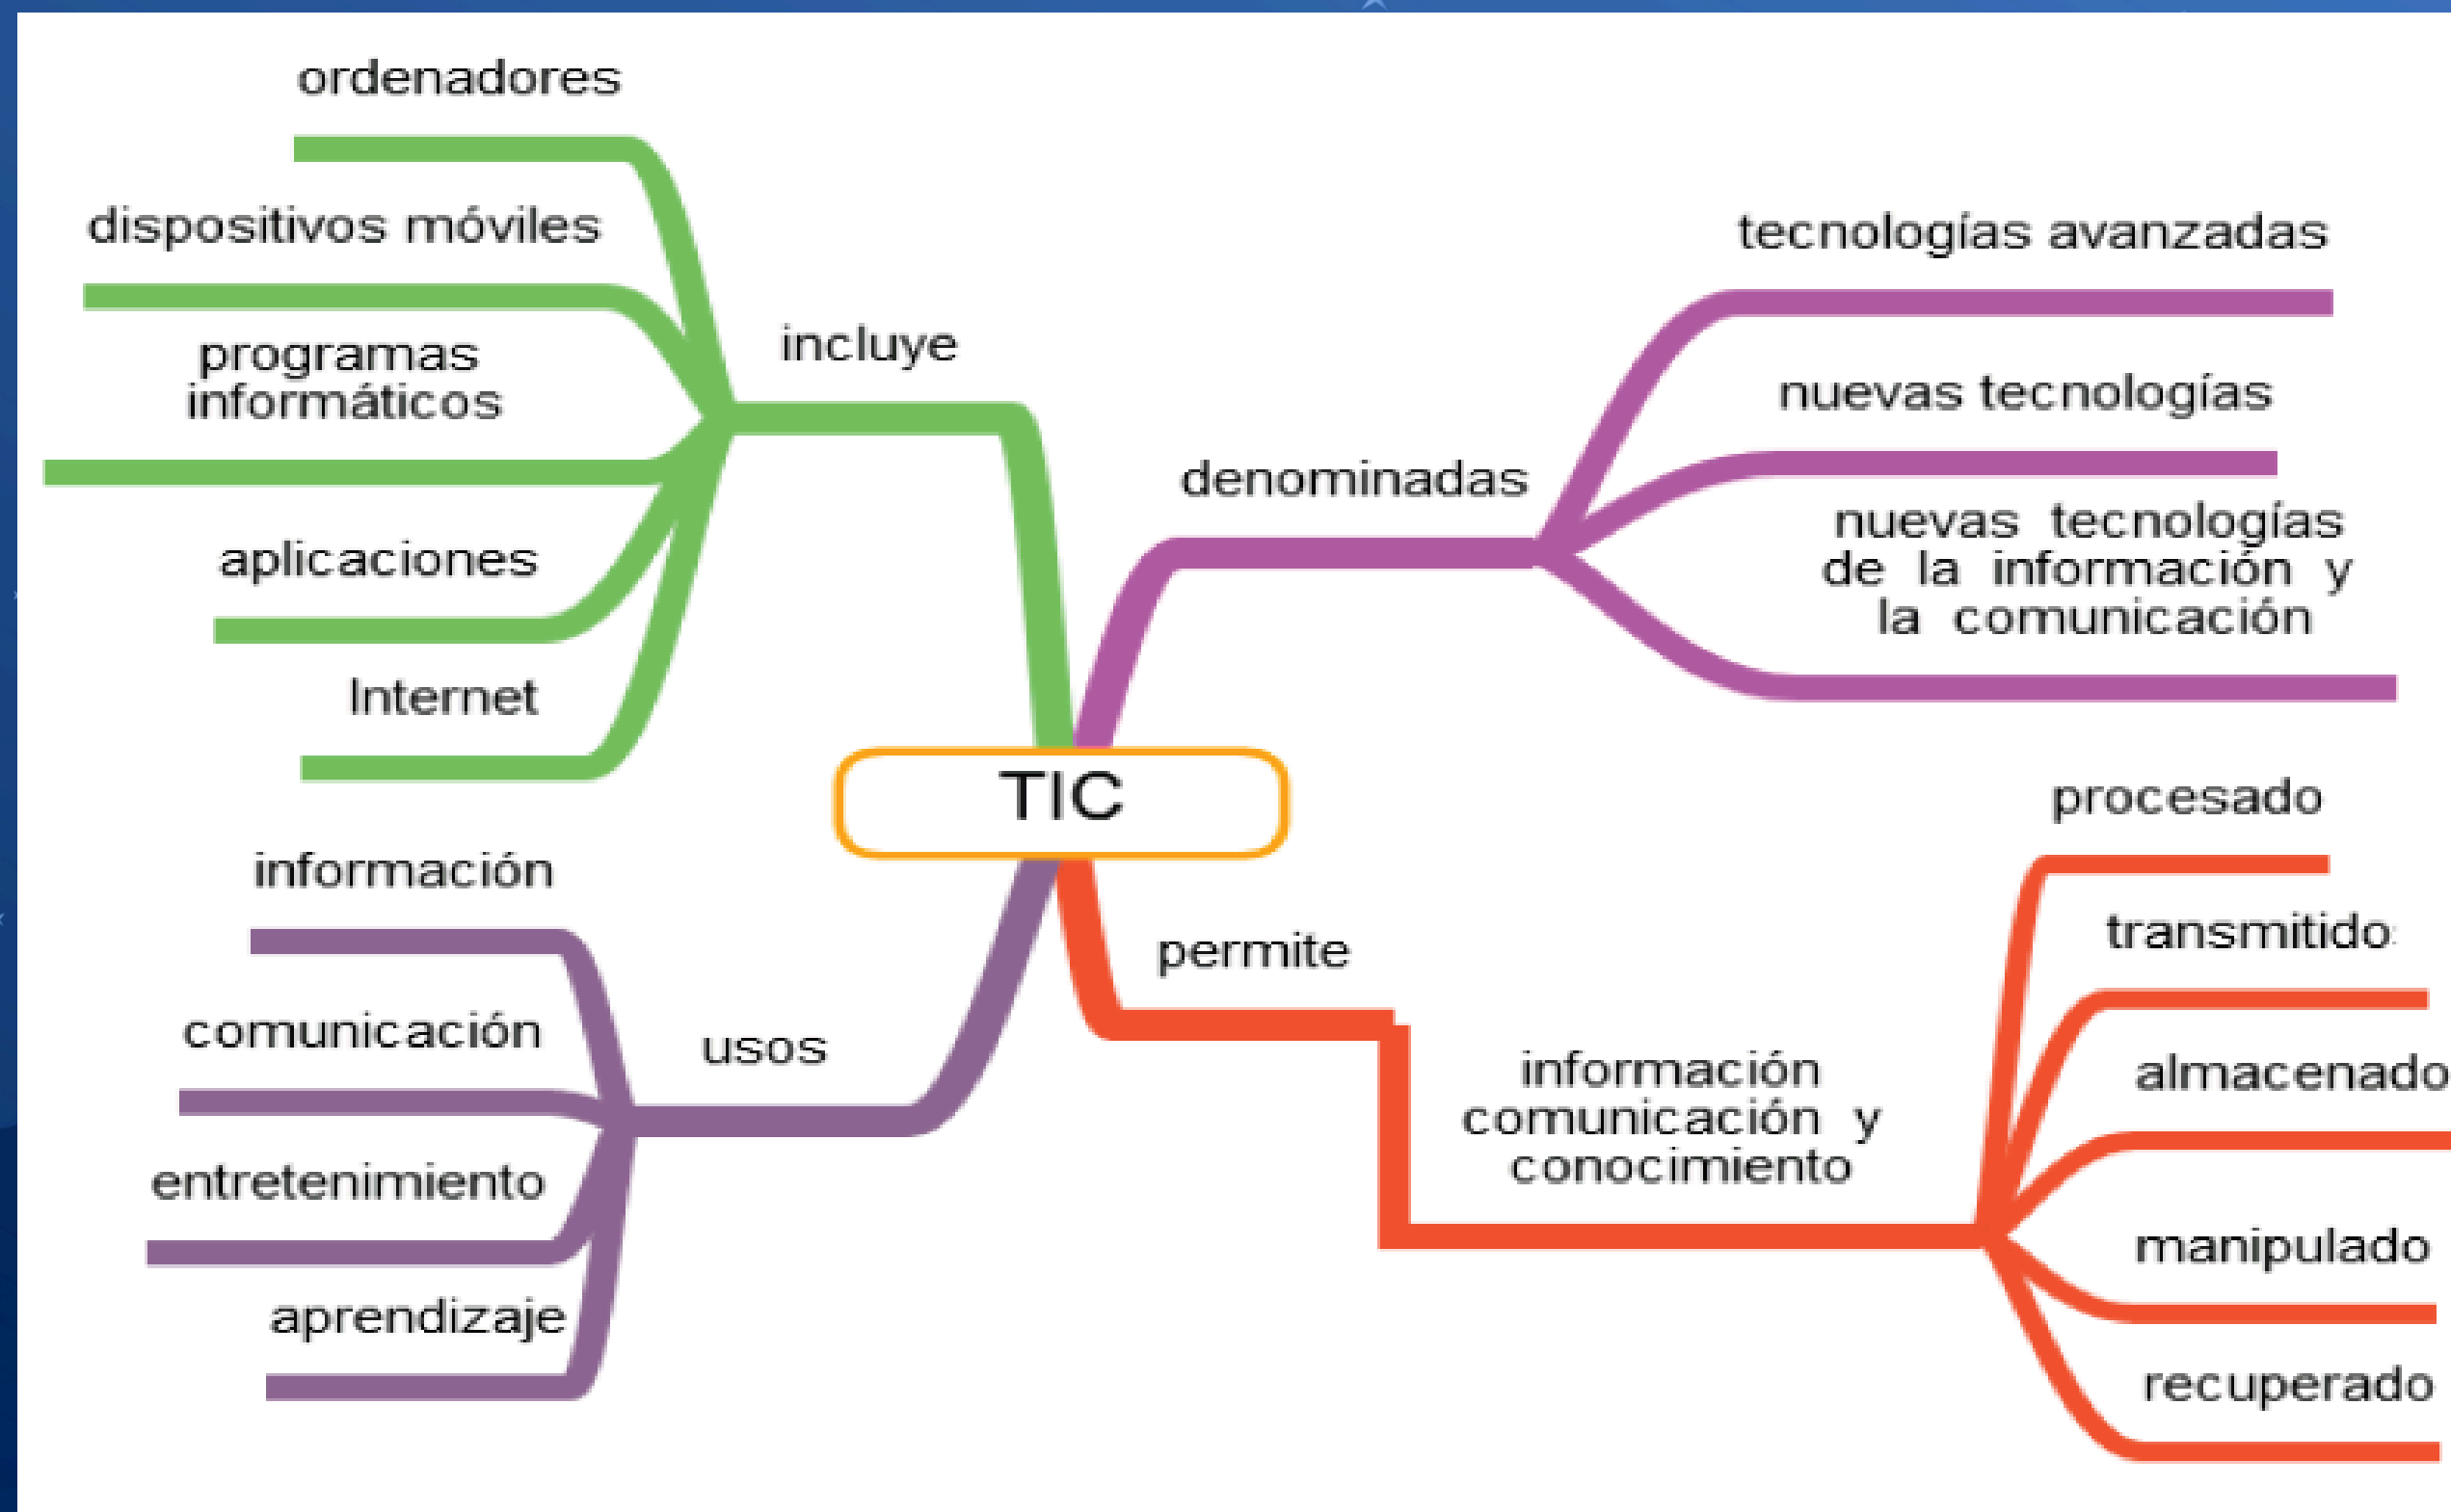 ordenadores
dispositivos móviles
programas
informáticos
aplicaciones
Internet
incluye
denominadas
tecnologías avanzadas
nuevas tecnologías
nuevas tecnologías
de la información y
la comunicación
TIC
información
comunicación
entretenimiento
aprendizaje
usos
permite
información
comunicación y
conocimiento
procesado
transmitido
almacenado
manipulado
recuperado